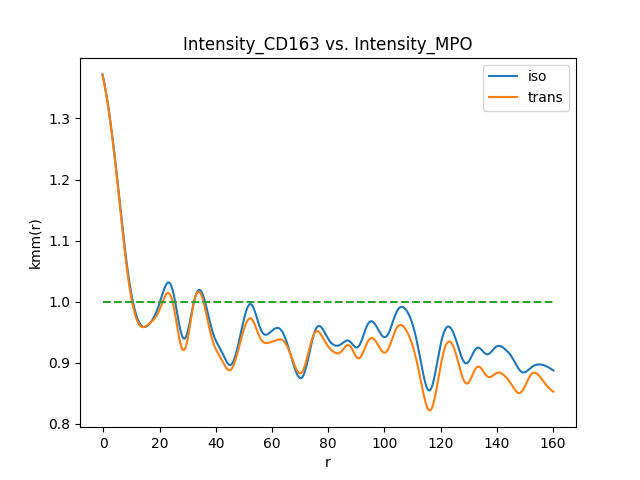 Intensity_CD163 vs. Intensity_MPO
iso
trans
kmm(r)
1.3
1.2
1.1
1.0
0.9
0.8
0 20 40 60 80 100 120 140 160
r